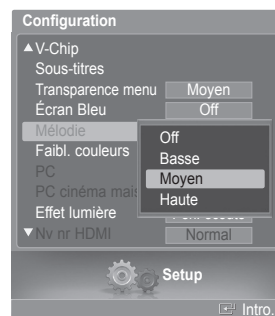 Configuration
▲V-Chip
Sous-titres
Transparence menu Moyen
Écran Bleu Off
Mélodie
Off
Faibl. couleurs
Basse
PC
Moyen
PC cinéma mais
Haute
Effet lumière
▼Nv nr HDMI Normal
Setup
Intro.